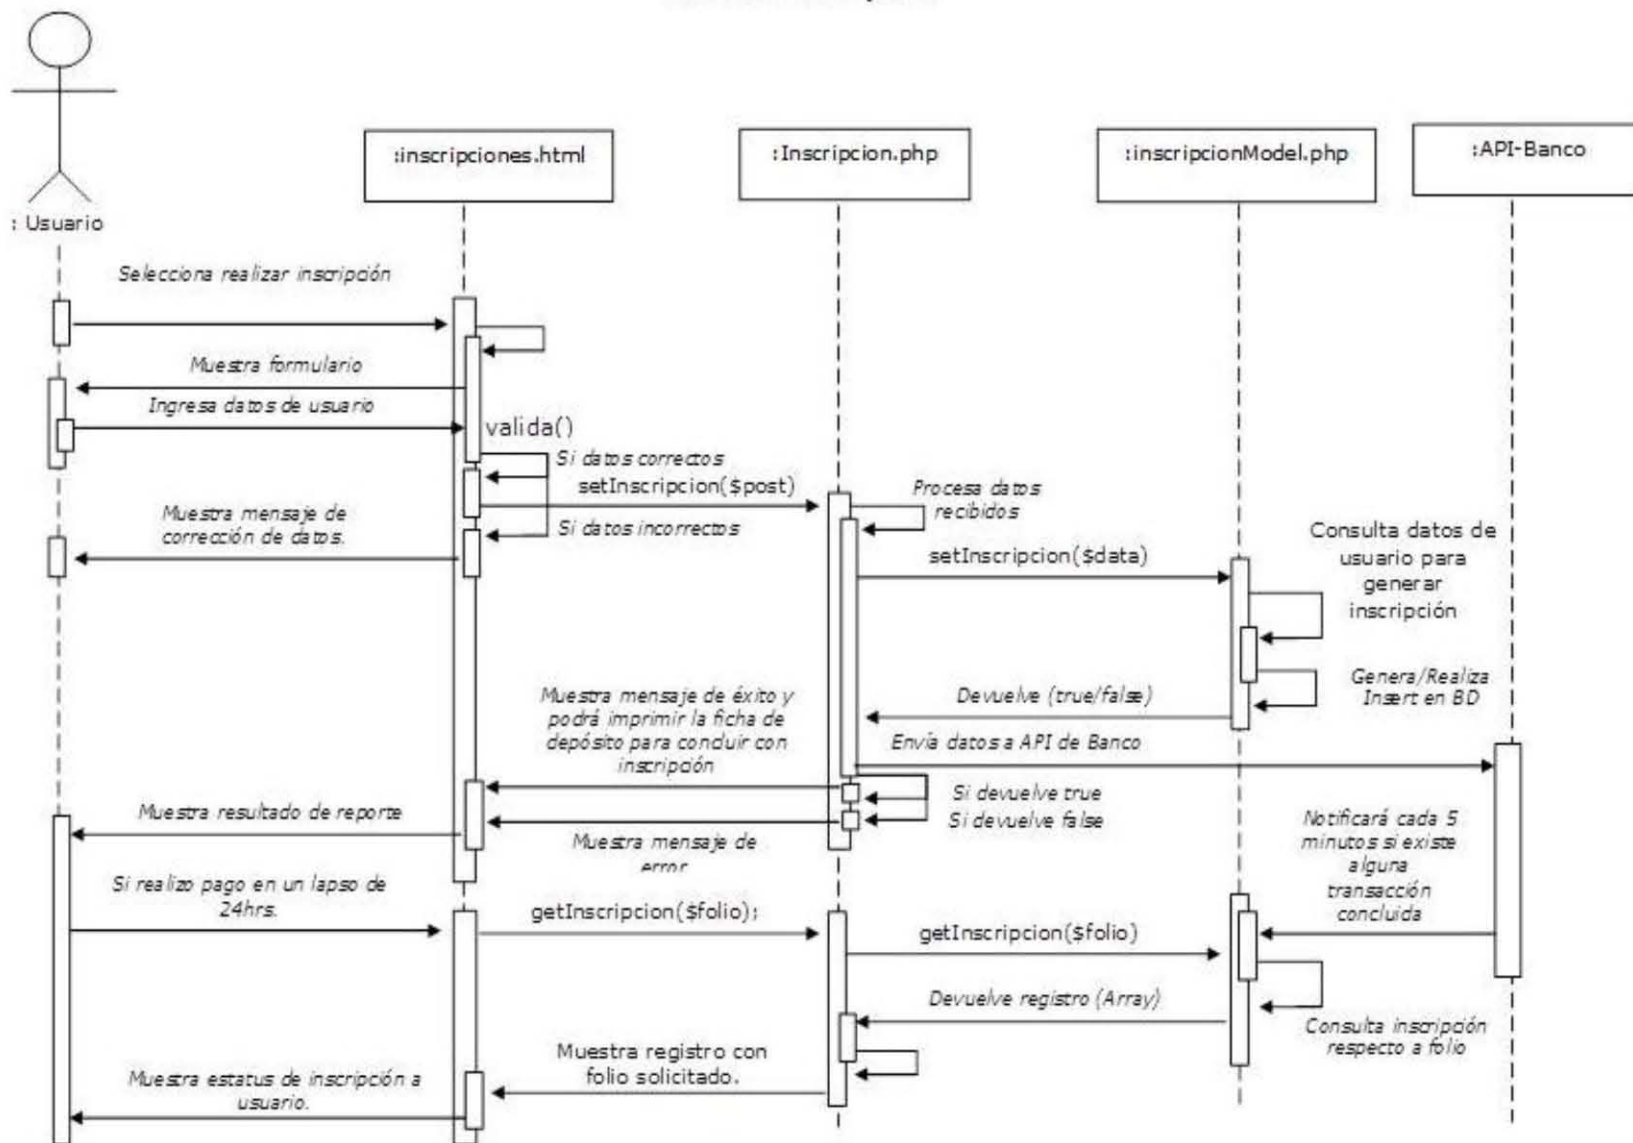 :inscripciones.html
:Inscripcion.php
:inscripcionModel.php
:API-Banco
: Usuario
Selecciona realizar inscripción
Muestra formulario
Ingresa datos de usuario
valida()
Si datos correctos
setInscripcion($post)
Procesa datos
recibidos
Muestra mensaje de
corrección de datos.
Si datos incorrectos
setInscripcion($data)
Consulta datos de
usuario para
generar
inscripción
Genera/Realiza
Insert en BD
Devuelve (true/false)
Muestra mensaje de éxito y
podrá imprimir la ficha de
depósito para concluir con
inscripción
Envía datos a API de Banco
Si devuelve true
Si devuelve false
Muestra resultado de reporte
Muestra mensaje de
error
Notificará cada 5
minutos si existe
alguna
transacción
concluida
Si realizo pago en un lapso de
24hrs.
getInscripcion($folio);
getInscripcion($folio)
Devuelve registro (Array)
Consulta inscripción
respecto a folio
Muestra registro con
folio solicitado.
Muestra estatus de inscripción a
usuario.